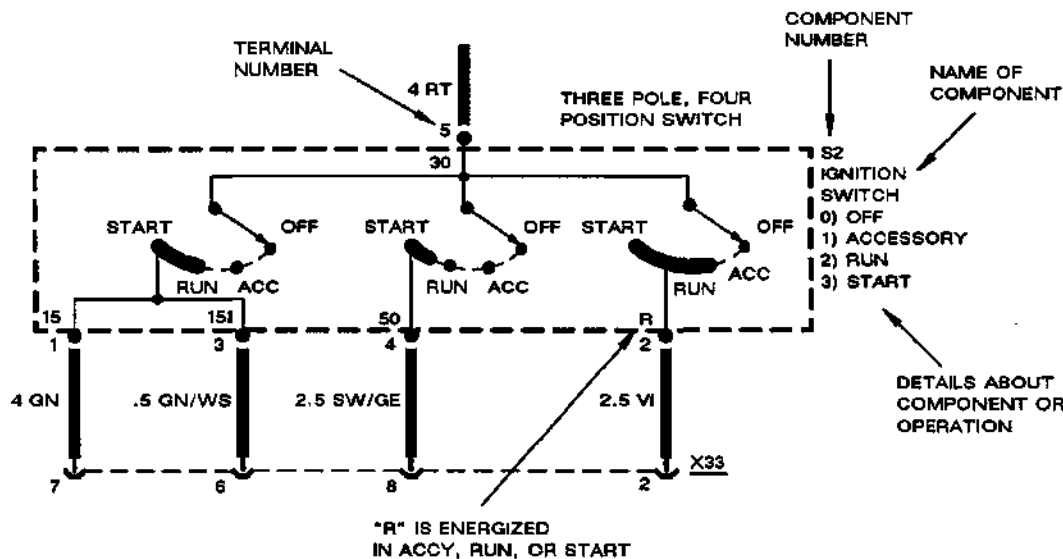 COMPONENT
NUMBER
TERMINAL
NUMBER
NAME OF
COMPONENT
4 RT
THREE POLE, FOUR
POSITION SWITCH
5
30
S2
IGNITION
SWITCH
0) OFF
1) ACCESSORY
2) RUN
3) START
START
OFF
RUN
ACC
START
OFF
RUN
ACC
START
OFF
RUN
ACC
15
15I
50
R
1
3
4
2
4 GN
.5 GN/WS
2.5 SW/GE
2.5 VI
DETAILS ABOUT
COMPONENT OR
OPERATION
7
6
8
2
X33
"R" IS ENERGIZED
IN ACCY, RUN, OR START